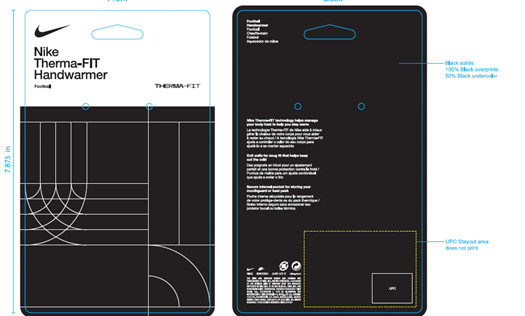 Front
Back
Nike
Therma-FIT
Handwarmer
Football
THERMA-FIT
7.875 in
Football
Handwarmer
Football
Chauffe-main
Futebol
Aquecedor de mãos
Black solids:
100% Black overprints
50% Black undercolor
Nike Therma-FIT technology helps manage
your body heat to help you stay warm
La technologie Therma-FIT de Nike aide à mieux
gérer la chaleur de votre corps pour vous aider
à rester au chaud / A tecnologia Nike Therma-FIT
ajuda a controlar o calor do seu corpo para
ajudá-lo a se manter aquecido
Knit cuffs for snug fit that helps keep
out the cold
Des poignets en tricot pour un ajustement
parfait et une bonne protection contre le froid /
Punhos de malha para um ajuste confortável
que ajuda a evitar o frio
Secure internal pocket for storing your
mouthguard or heat pack
Poche interne sécurisée pour le rangement
de votre protège-dents ou du pack thermique /
Bolso interno seguro para armazenar seu
protetor bucal ou bolsa térmica
UPC Stayout area
does not print
UPC